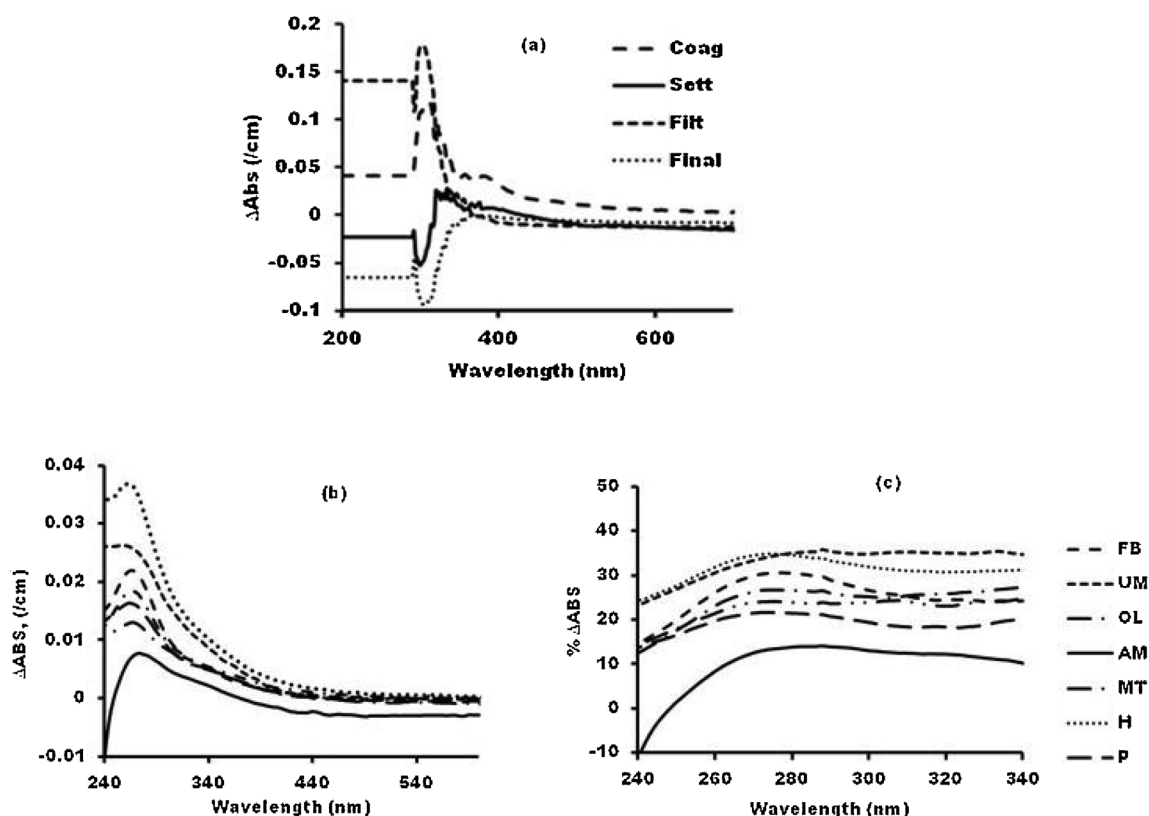 0.2
(a)
Coag
0.15
Sett
0.1
Filt
0.05
Final
0
-0.05
-0.1
ΔAbs (/cm)
200 400 600
Wavelength (nm)
0.04
(b)
0.03
0.02
0.01
0
-0.01
ΔABS, (/cm)
240 340 440 540
Wavelength (nm)
50
(c)
40
30
20
10
0
-10
% ΔABS
240 260 280 300 320 340
Wavelength (nm)
FB
UM
OL
AM
MT
H
P